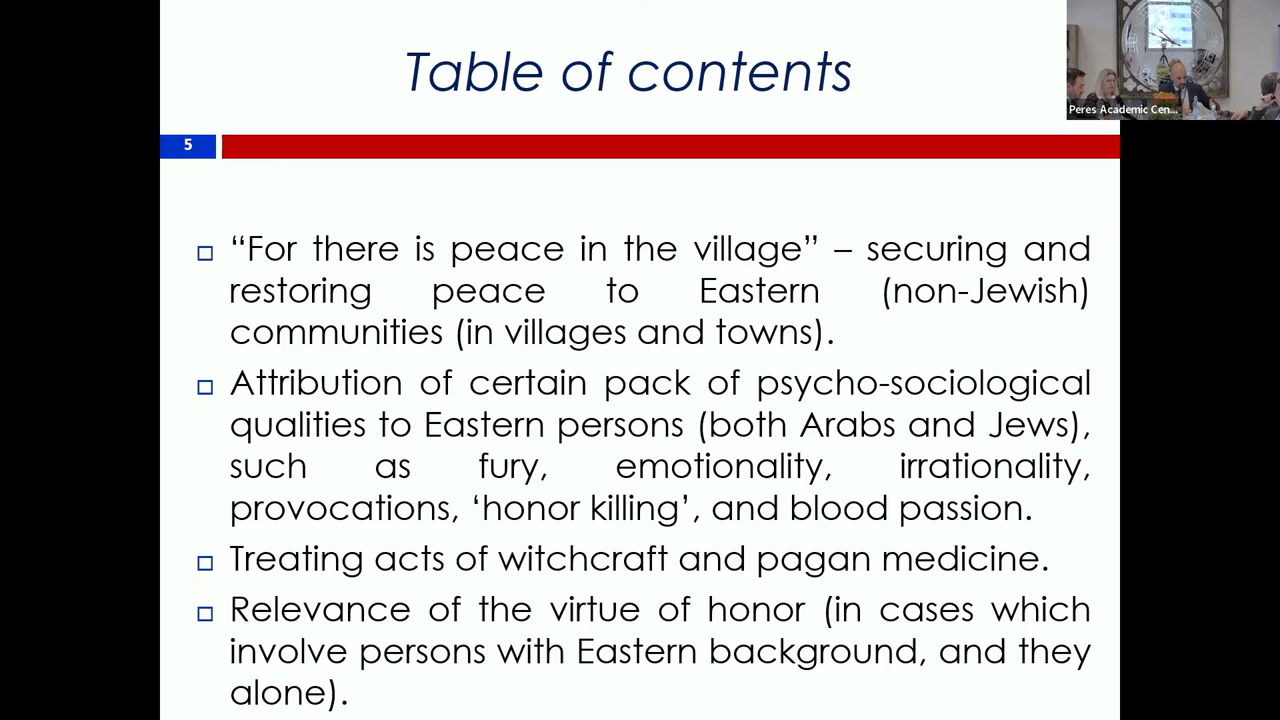 Table of contents
Peres Academic Cen...
5
“For there is peace in the village” – securing and
restoring peace to Eastern (non-Jewish)
communities (in villages and towns).
Attribution of certain pack of psycho-sociological
qualities to Eastern persons (both Arabs and Jews),
such as fury, emotionality, irrationality,
provocations, ‘honor killing’, and blood passion.
Treating acts of witchcraft and pagan medicine.
Relevance of the virtue of honor (in cases which
involve persons with Eastern background, and they
alone).